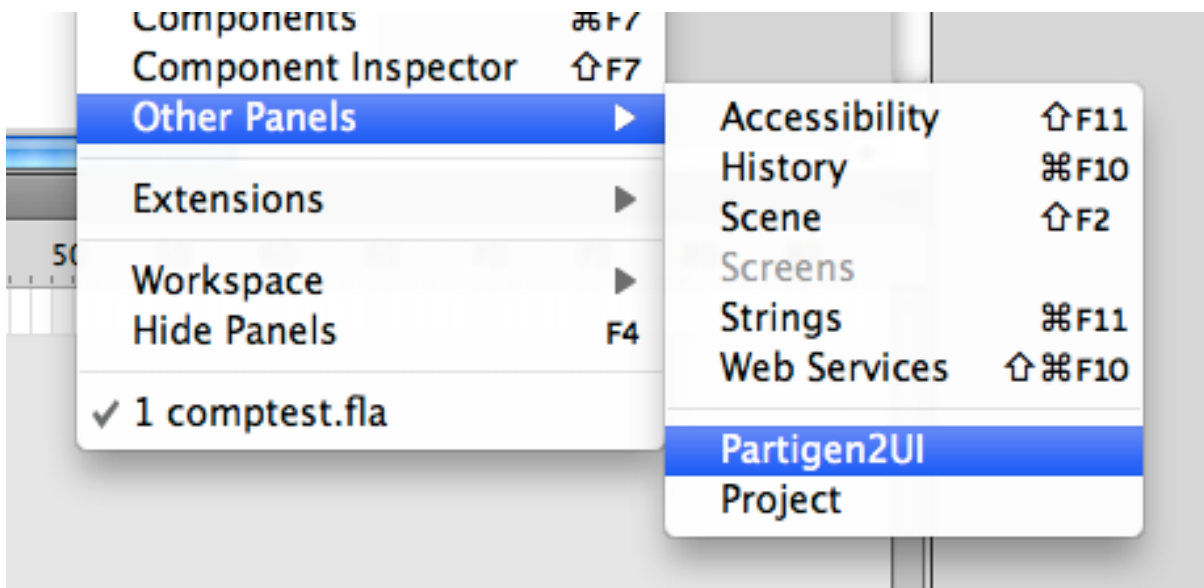 Components ⌘F7
Component Inspector ⇧F7
Other Panels
Extensions
Workspace
Hide Panels F4
1 comptest.fla
Accessibility ⇧F11
History ⌘F10
Scene ⇧F2
Screens
Strings ⌘F11
Web Services ⇧⌘F10
Partigen2UI
Project